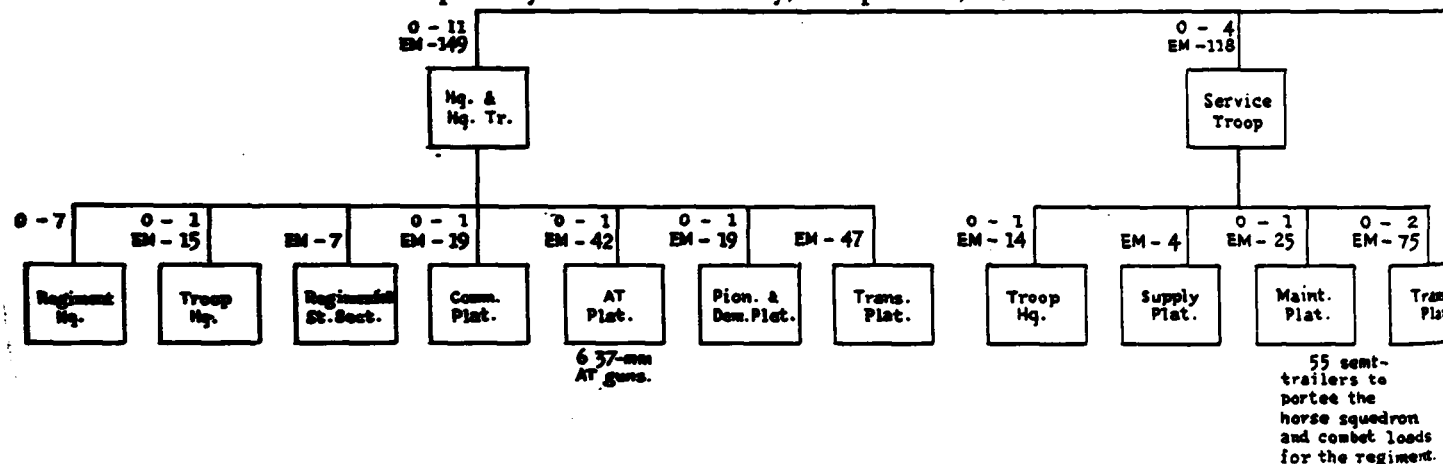 O - 11
EM -149
O - 4
EM -118
Hq. &
Hq. Tr.
Service
Troop
O - 7
O - 1
EM - 15
EM - 7
O - 1
EM - 19
O - 1
EM - 42
O - 1
EM - 19
EM - 47
O - 1
EM - 14
EM - 4
O - 1
EM - 25
O - 2
EM - 75
Regiment
Hq.
Troop
Hq.
Regimental
St.Sect.
Comm.
Plat.
AT
Plat.
Pion. &
Dem.Plat.
Trans.
Plat.
Troop
Hq.
Supply
Plat.
Maint.
Plat.
6 37-mm
AT guns.
55 semi-
trailers to
portee the
horse squadron
and combat loads
for the regiment.